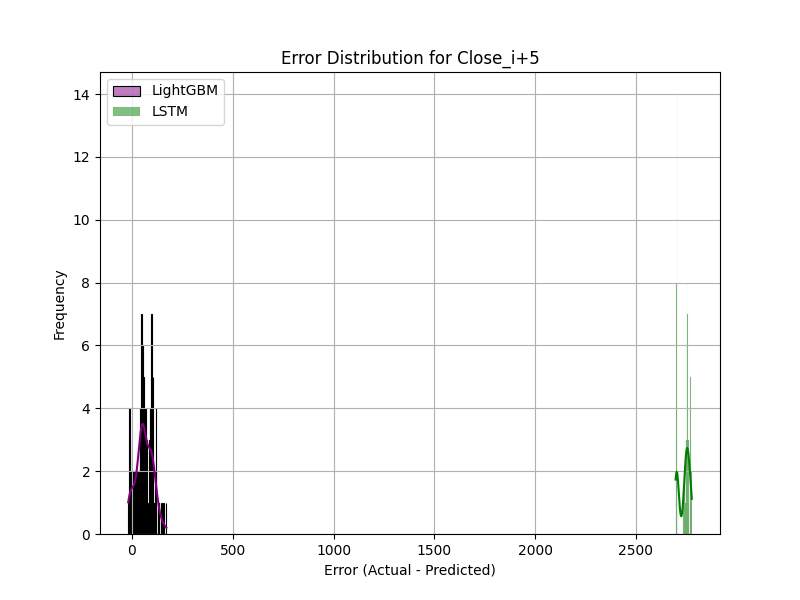 Error Distribution for Close_i+5
LightGBM
LSTM
14
12
10
8
6
4
2
0
Frequency
0 500 1000 1500 2000 2500
Error (Actual - Predicted)